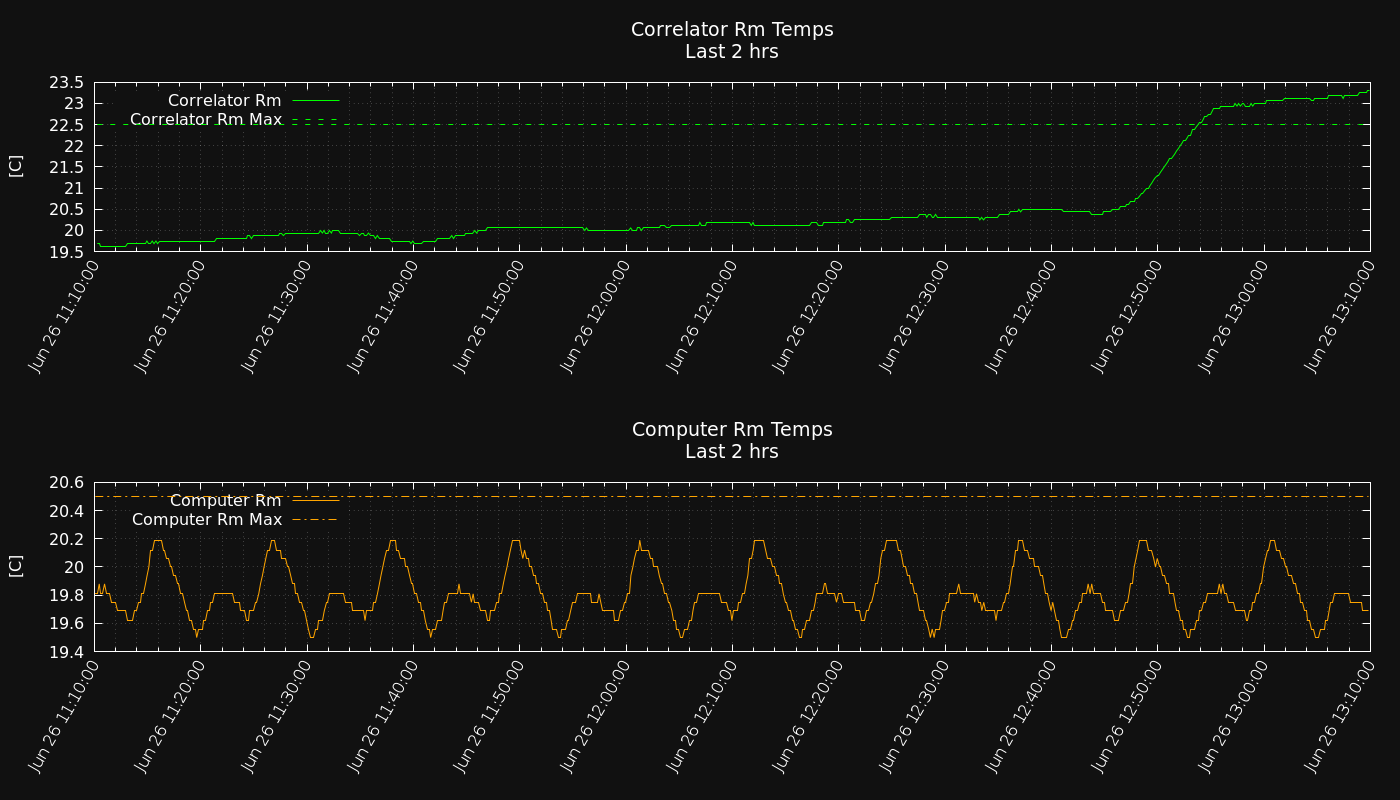 Correlator Rm Temps
Last 2 hrs
23.5
23
22.5
22
21.5
21
20.5
20
19.5
[C]
Correlator Rm
Correlator Rm Max
Jun 26 11:10:00
Jun 26 11:20:00
Jun 26 11:30:00
Jun 26 11:40:00
Jun 26 11:50:00
Jun 26 12:00:00
Jun 26 12:10:00
Jun 26 12:20:00
Jun 26 12:30:00
Jun 26 12:40:00
Jun 26 12:50:00
Jun 26 13:00:00
Jun 26 13:10:00
Computer Rm Temps
Last 2 hrs
20.6
20.4
20.2
20
19.8
19.6
19.4
[C]
Computer Rm
Computer Rm Max
Jun 26 11:10:00
Jun 26 11:20:00
Jun 26 11:30:00
Jun 26 11:40:00
Jun 26 11:50:00
Jun 26 12:00:00
Jun 26 12:10:00
Jun 26 12:20:00
Jun 26 12:30:00
Jun 26 12:40:00
Jun 26 12:50:00
Jun 26 13:00:00
Jun 26 13:10:00